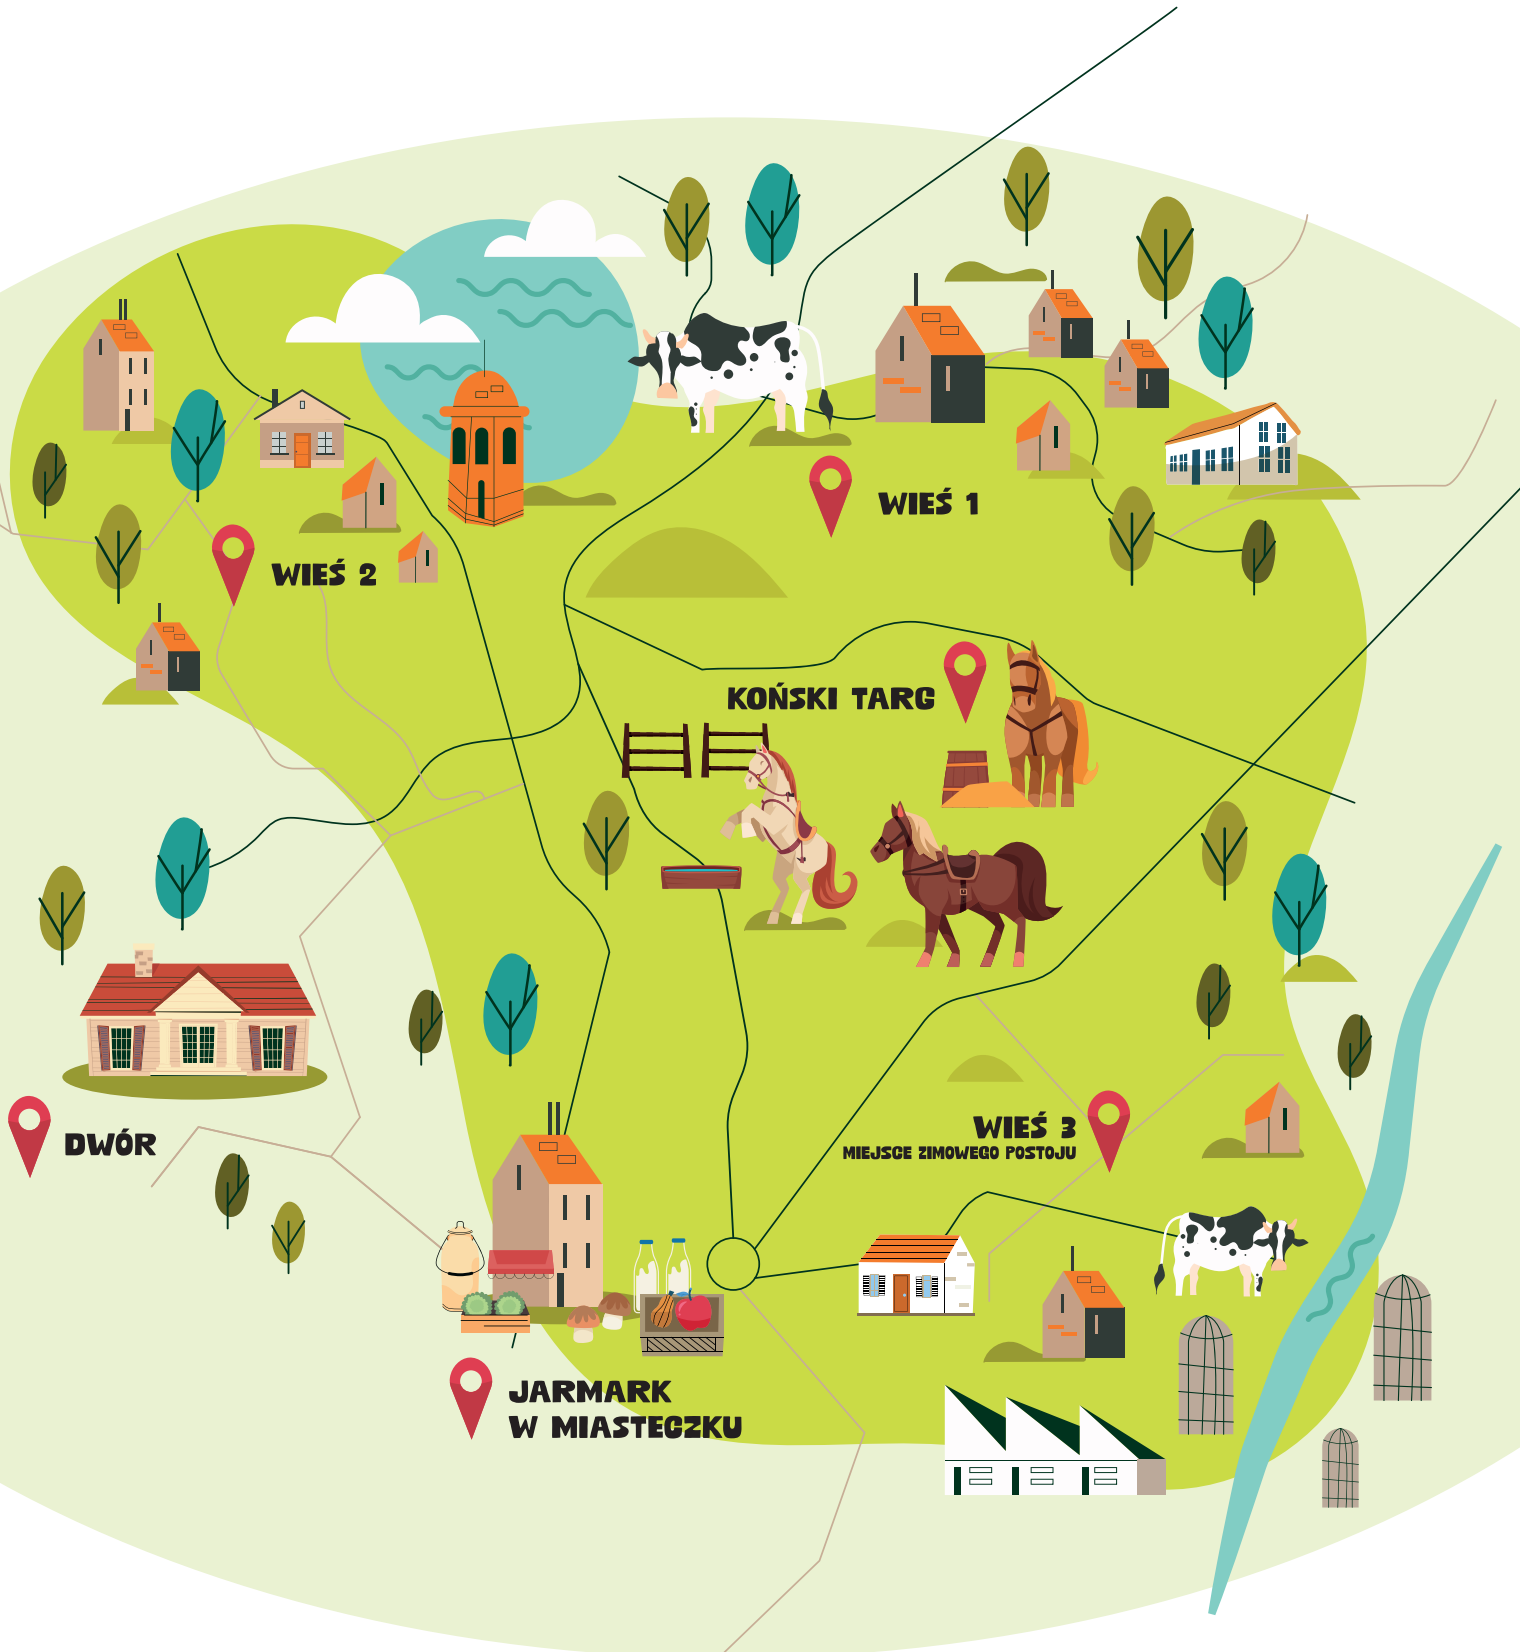 WIEŚ 1
WIEŚ 2
KOŃSKI TARG
DWÓR
WIEŚ 3
MIEJSCE ZIMOWEGO POSTOJU
JARMARK
W MIASTECZKU